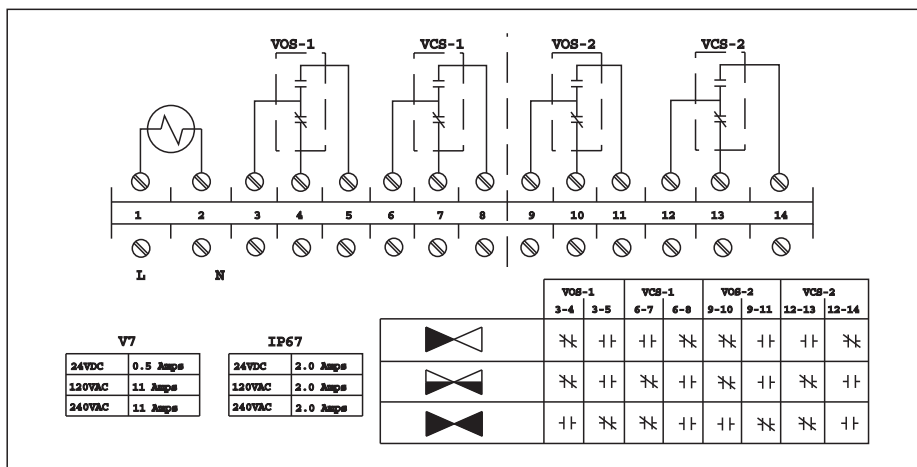 VOS-1 VCS-1 VOS-2 VCS-2
1 2 3 4 5 6 7 8 9 10 11 12 13 14
L N
VOS-1 VCS-1 VOS-2 VCS-2
3-4 3-5 6-7 6-8 9-10 9-11 12-13 12-14
V7
24VDC 0.5 Amps
120VAC 11 Amps
240VAC 11 Amps
IP67
24VDC 2.0 Amps
120VAC 2.0 Amps
240VAC 2.0 Amps